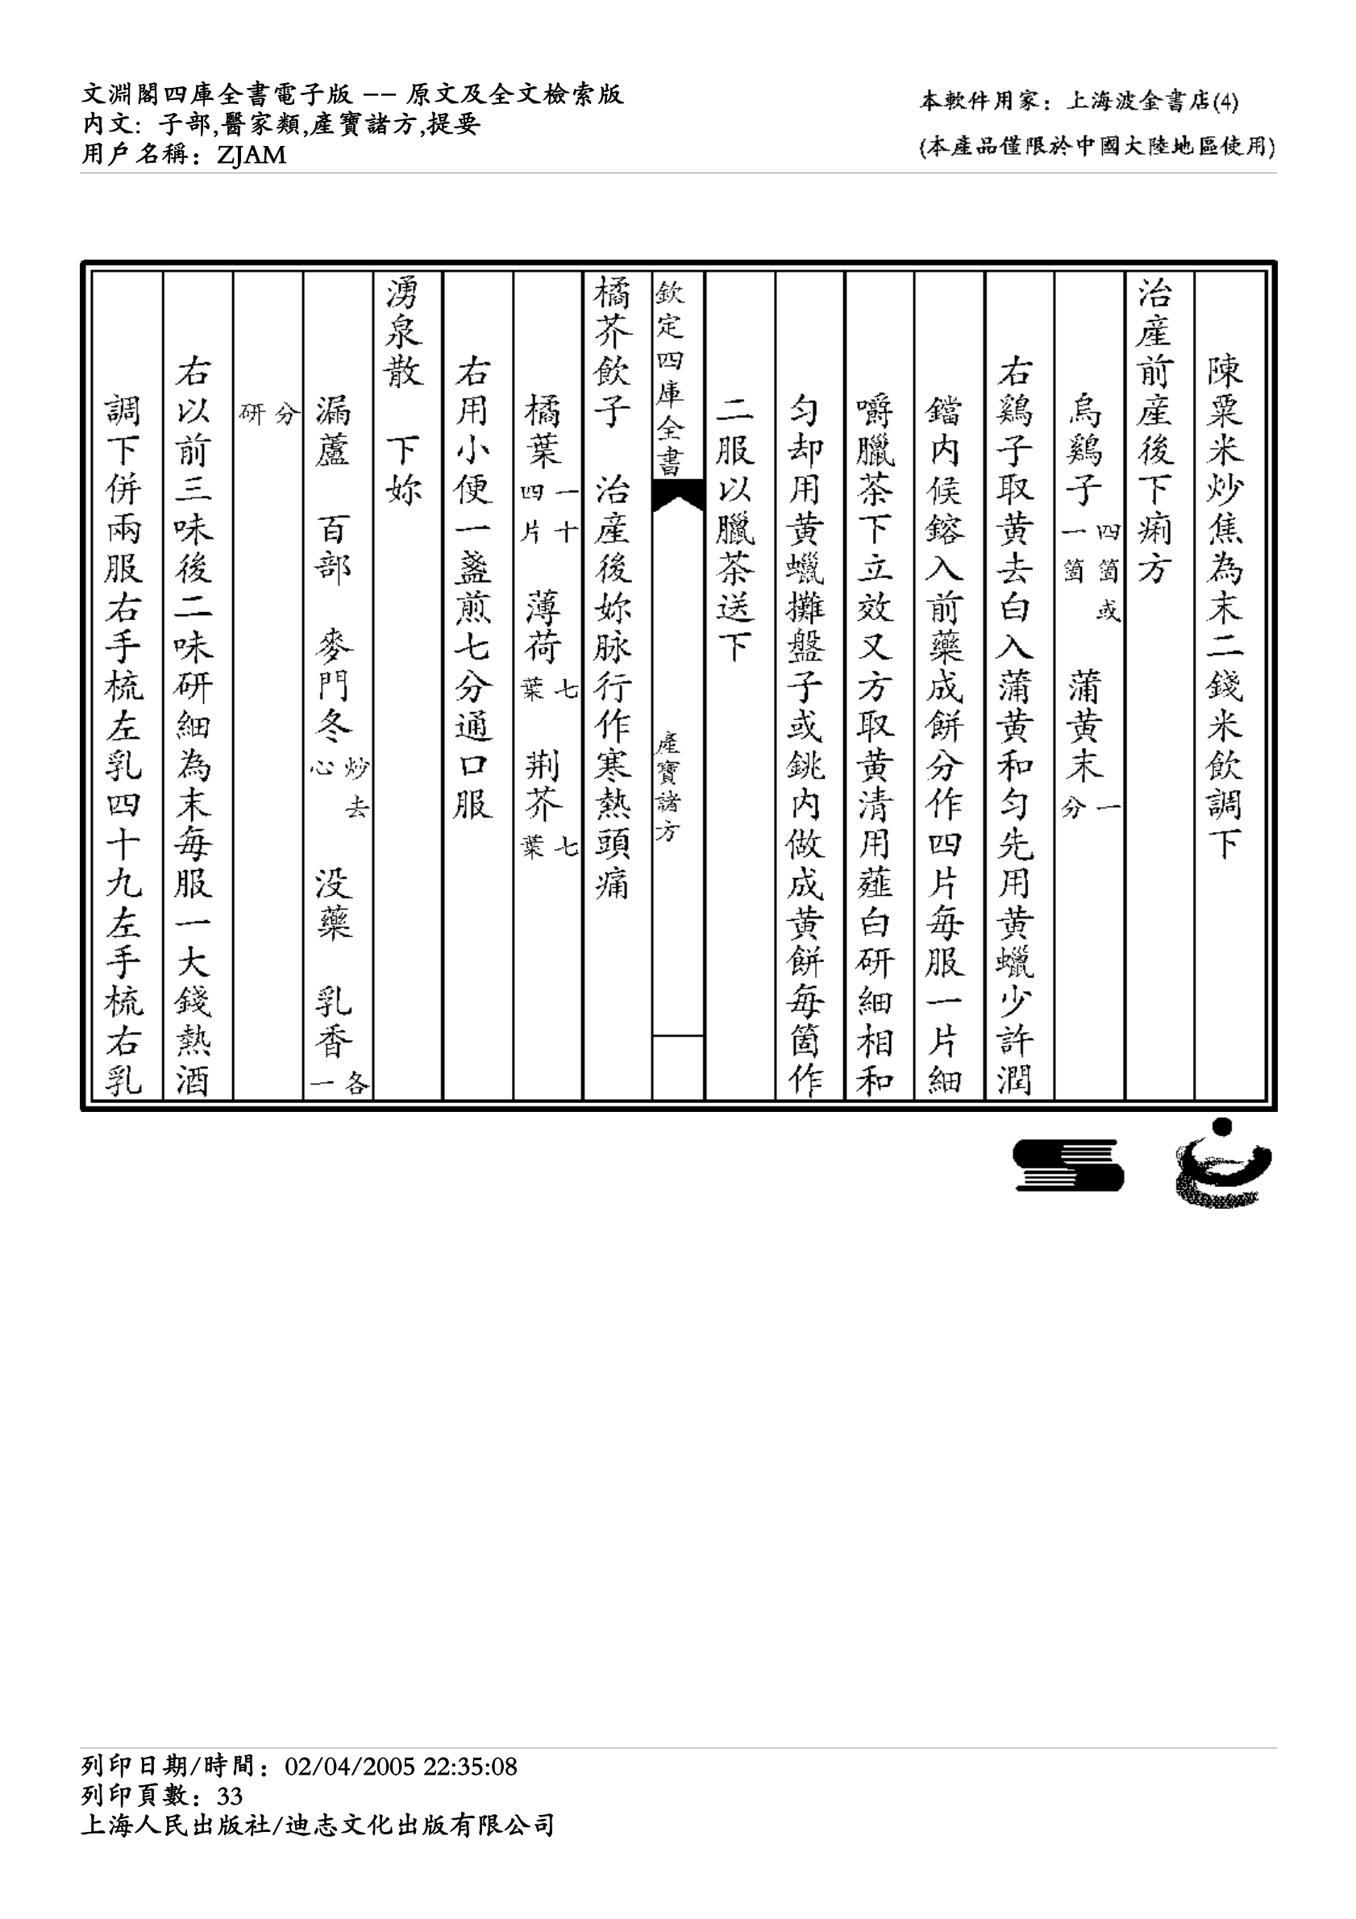 文淵閣四庫全書電子版 -- 原文及全文檢索版
內文: 子部,醫家類,產寶諸方,提要
用戶名稱: ZJAM
本軟件用家: 上海波金書店(4)
(本產品僅限於中國大陸地區使用)
陳粟米炒焦為末二錢米飲調下
治產前產後下痢方
烏鷄子四箇或一箇 蒲黄末一分
右鷄子取黄去白入蒲黄和匀先用黄蠟少許潤
鐺内候鎔入前藥成餅分作四片每服一片細
嚼臘茶下立效又方取黄清用薤白研細相和
匀却用黄蠟攤盤子或銚内做成黄餅每箇作
二服以臘茶送下
欽定四庫全書 產寶諸方
橘芥飲子 治產後妳脉行作寒熱頭痛
橘葉一十四片 薄荷七葉 荆芥七葉
右用小便一盞煎七分通口服
湧泉散 下妳
漏蘆 百部 麥門冬炒去心 没藥 乳香各一
分研
右以前三味後二味研細為末每服一大錢熱酒
調下併兩服右手梳左乳四十九左手梳右乳
列印日期/時間: 02/04/2005 22:35:08
列印頁數: 33
上海人民出版社/迪志文化出版有限公司